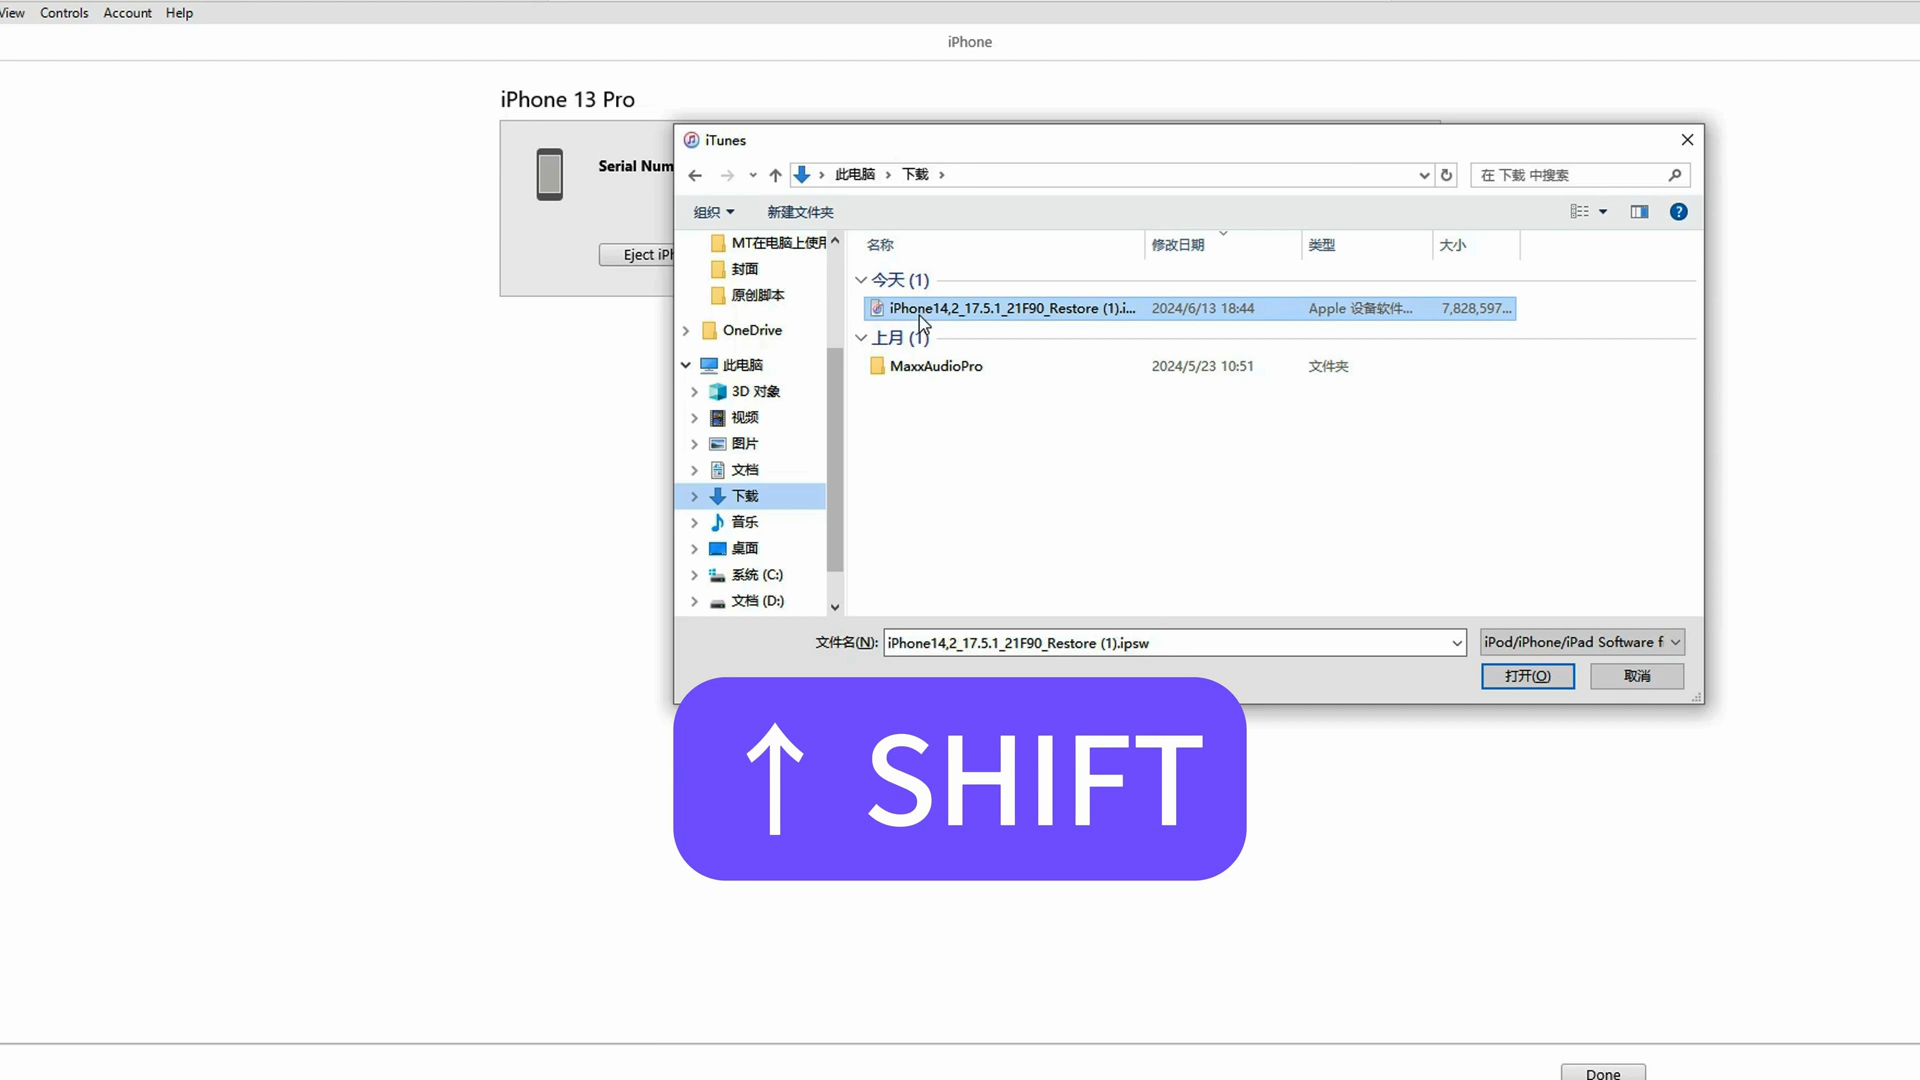 View Controls Account Help
iPhone
iPhone 13 Pro
Serial Num
Eject iPh
iTunes
此电脑 下载
在 下载 中搜索
组织 新建文件夹
MT在电脑上使用
封面
原创脚本
OneDrive
此电脑
3D 对象
视频
图片
文档
下载
音乐
桌面
系统 (C:)
文档 (D:)
名称 修改日期 类型 大小
今天 (1)
iPhone14,2_17.5.1_21F90_Restore (1).i... 2024/6/13 18:44 Apple 设备软件... 7,828,597...
上月 (1)
MaxxAudioPro 2024/5/23 10:51 文件夹
文件名(N): iPhone14,2_17.5.1_21F90_Restore (1).ipsw iPod/iPhone/iPad Software f
打开(O) 取消
↑ SHIFT
Done